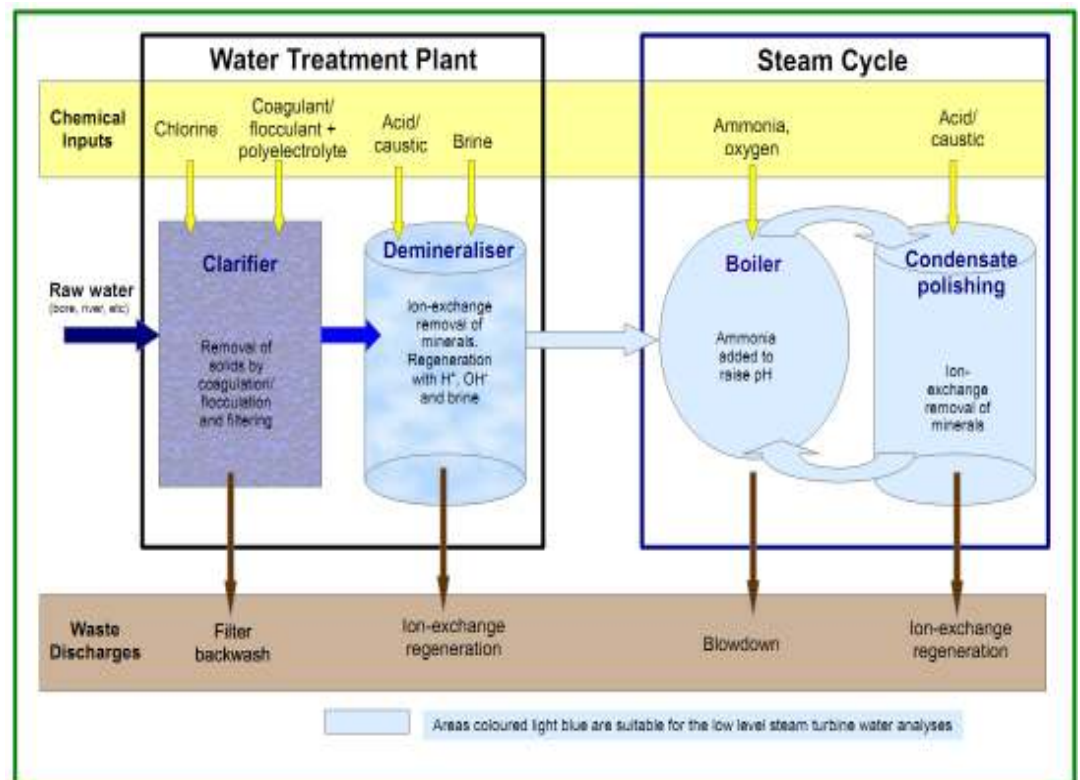 Water Treatment Plant
Steam Cycle
Chemical
Inputs
Chlorine
Coagulant/
flocculant +
polyelectrolyte
Acid/
caustic
Brine
Ammonia,
oxygen
Acid/
caustic
Raw water
(bore, river, etc)
Clarifier
Removal of
solids by
coagulation/
flocculation
and filtering
Demineraliser
Ion-exchange
removal of
minerals.
Regeneration
with H⁺, OH⁻
and brine
Boiler
Ammonia
added to
raise pH
Condensate
polishing
Ion-
exchange
removal of
minerals
Waste
Discharges
Filter
backwash
Ion-exchange
regeneration
Blowdown
Ion-exchange
regeneration
Areas coloured light blue are suitable for the low level steam turbine water analyses